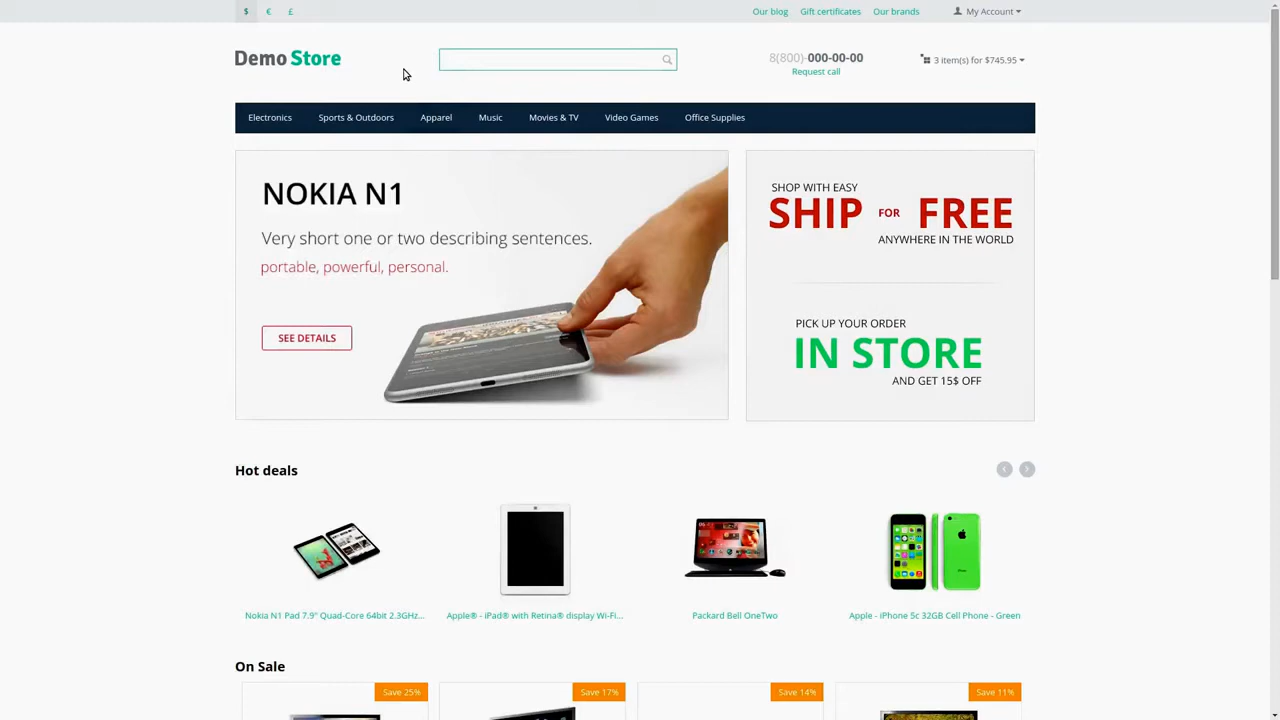 $ € £ Our blog Gift certificates Our brands My Account
Demo Store
8(800)-000-00-00
Request call
3 item(s) for $745.95
Electronics Sports & Outdoors Apparel Music Movies & TV Video Games Office Supplies
NOKIA N1
Very short one or two describing sentences.
portable, powerful, personal.
SEE DETAILS
SHOP WITH EASY
SHIP FOR FREE
ANYWHERE IN THE WORLD
PICK UP YOUR ORDER
IN STORE
AND GET 15$ OFF
Hot deals
Nokia N1 Pad 7.9" Quad-Core 64bit 2.3GHz...
Apple® - iPad® with Retina® display Wi-Fi...
Packard Bell OneTwo
Apple - iPhone 5c 32GB Cell Phone - Green
On Sale
Save 25% Save 17% Save 14% Save 11%